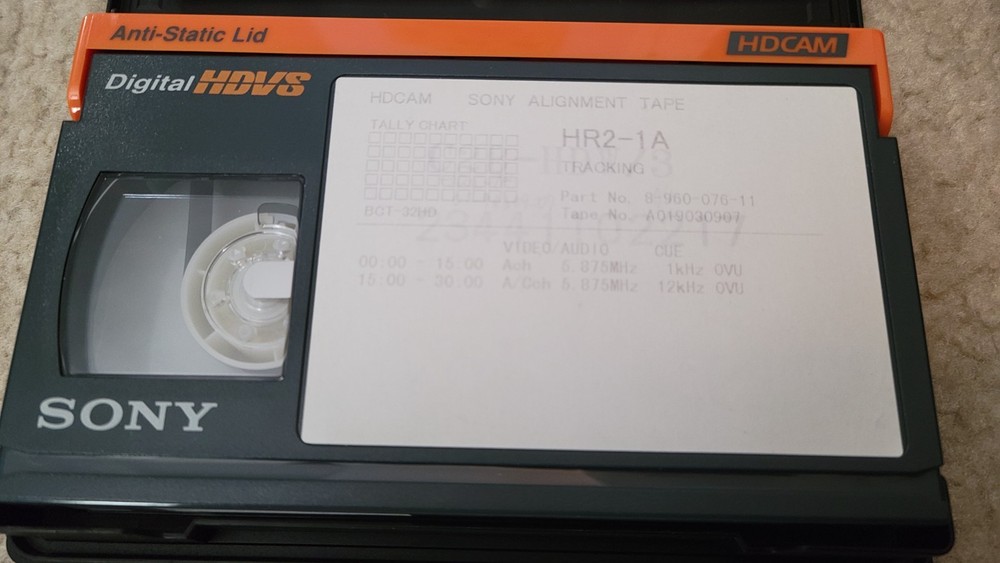 Anti-Static Lid
HDCAM
Digital HDVS
HDCAM SONY ALIGNMENT TAPE
TALLY CHART
HR2-1A
TRACKING
Part No. 8-960-076-11
BCT-32HD
Tape No. A019030907
VIDEO/AUDIO CUE
00:00 - 15:00 Ach 5.875MHz 1kHz 0VU
15:00 - 30:00 A/Cch 5.875MHz 12kHz 0VU
SONY